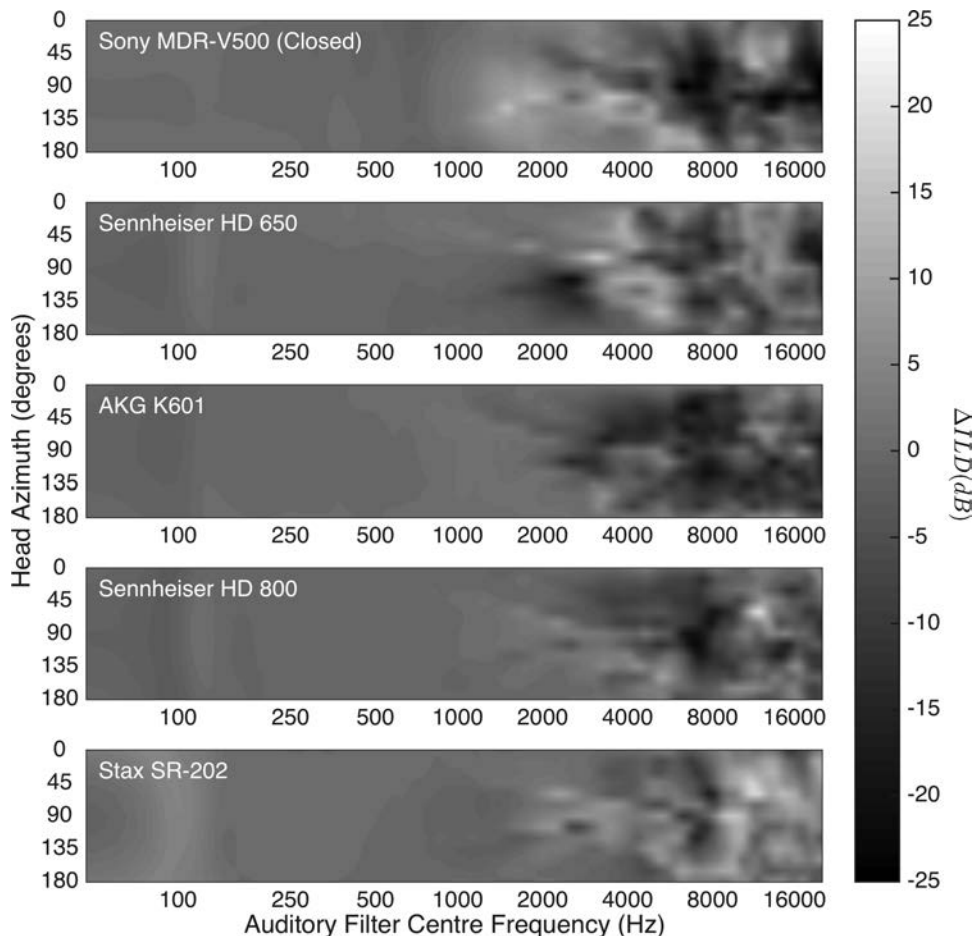 Sony MDR-V500 (Closed)
0
45
90
135
180
100 250 500 1000 2000 4000 8000 16000
Sennheiser HD 650
0
45
90
135
180
100 250 500 1000 2000 4000 8000 16000
AKG K601
0
45
90
135
180
100 250 500 1000 2000 4000 8000 16000
Sennheiser HD 800
0
45
90
135
180
100 250 500 1000 2000 4000 8000 16000
Stax SR-202
0
45
90
135
180
100 250 500 1000 2000 4000 8000 16000
Auditory Filter Centre Frequency (Hz)
Head Azimuth (degrees)
25
20
15
10
5
0
-5
-10
-15
-20
-25
ΔILD(dB)